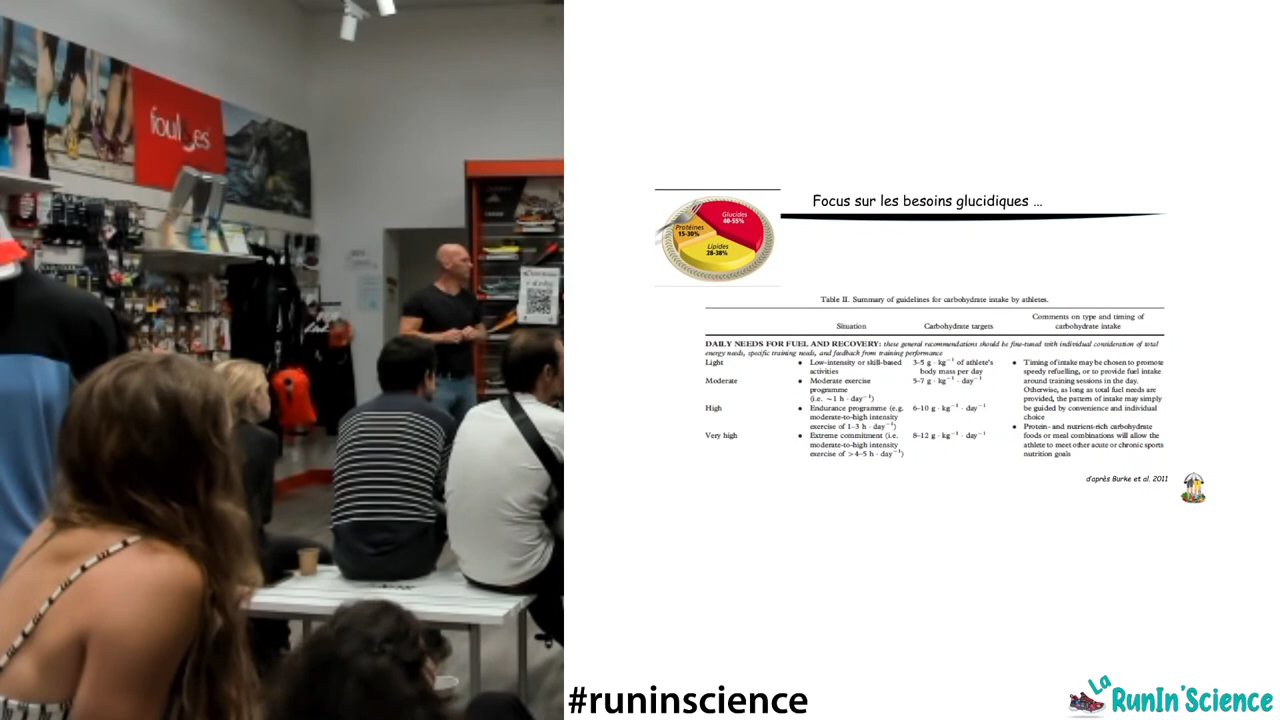 foulées
Focus sur les besoins glucidiques ...
Glucides
40-55%
Protéines
15-30%
Lipides
28-38%
Table II. Summary of guidelines for carbohydrate intake by athletes.
Situation
Carbohydrate targets
Comments on type and timing of
carbohydrate intake
DAILY NEEDS FOR FUEL AND RECOVERY: these general recommendations should be fine-tuned with individual consideration of total
energy needs, specific training needs, and feedback from training performance
Light
• Low-intensity or skill-based
activities
3–5 g · kg⁻¹ of athlete's
body mass per day
• Timing of intake may be chosen to promote
speedy refuelling, or to provide fuel intake
around training sessions in the day.
Otherwise, as long as total fuel needs are
provided, the pattern of intake may simply
be guided by convenience and individual
choice
Moderate
• Moderate exercise
programme
(i.e. ~1 h · day⁻¹)
5–7 g · kg⁻¹ · day⁻¹
High
• Endurance programme (e.g.
moderate-to-high intensity
exercise of 1–3 h · day⁻¹)
6–10 g · kg⁻¹ · day⁻¹
• Protein- and nutrient-rich carbohydrate
foods or meal combinations will allow the
athlete to meet other acute or chronic sports
nutrition goals
Very high
• Extreme commitment (i.e.
moderate-to-high intensity
exercise of >4–5 h · day⁻¹)
8–12 g · kg⁻¹ · day⁻¹
d'après Burke et al. 2011
#runinscience
La
RunIn'Science